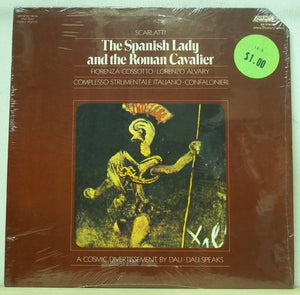 SCARLATTI
The Spanish Lady
and the Roman Cavalier
FIORENZA COSSOTTO · LORENZO ALVARY
COMPLESSO STRUMENTALE ITALIANO · CONFALONIERI
$1.00
A COSMIC DIVERTISSEMENT BY DALI · DALI SPEAKS